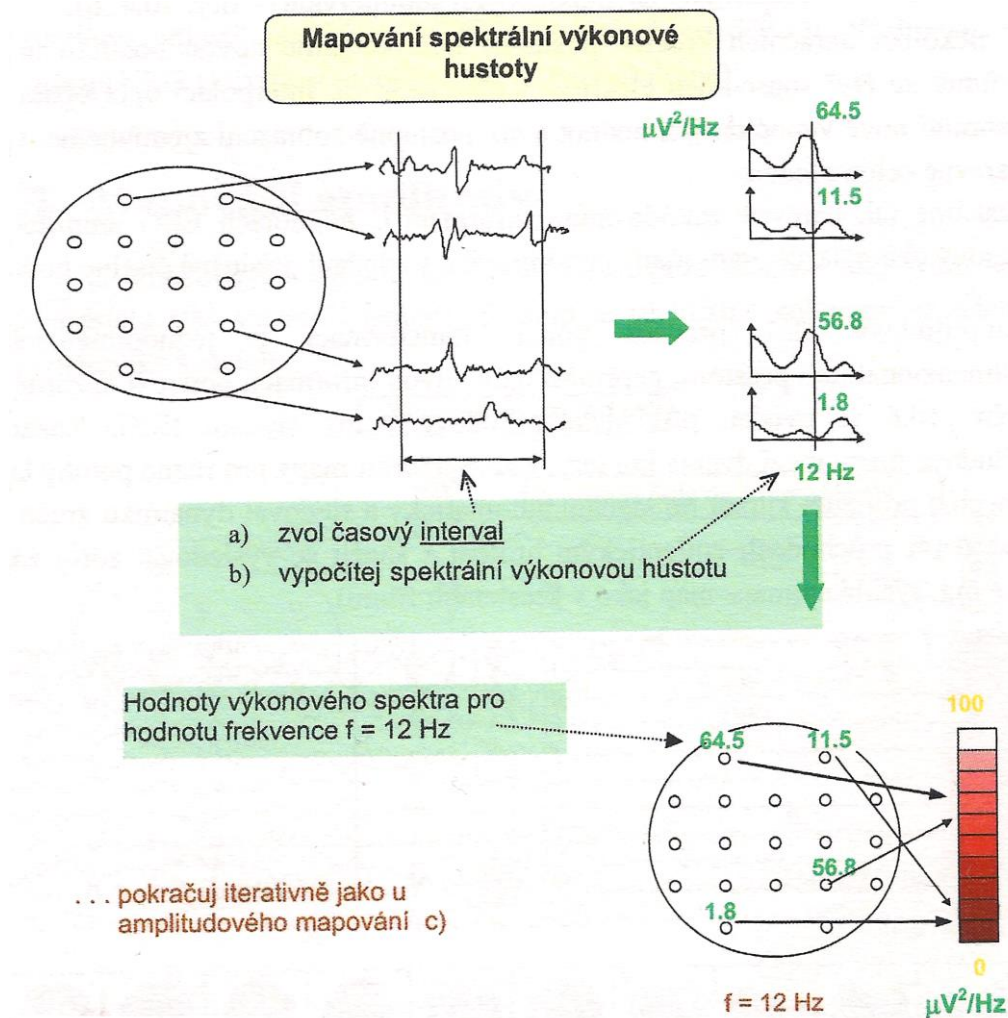 Mapování spektrální výkonové
hustoty
µV²/Hz
64.5
11.5
56.8
1.8
12 Hz
a) zvol časový interval
b) vypočítej spektrální výkonovou hustotu
Hodnoty výkonového spektra pro
hodnotu frekvence f = 12 Hz
100
64.5 11.5
56.8
1.8
. . . pokračuj iterativně jako u
amplitudového mapování c)
0
f = 12 Hz
µV²/Hz